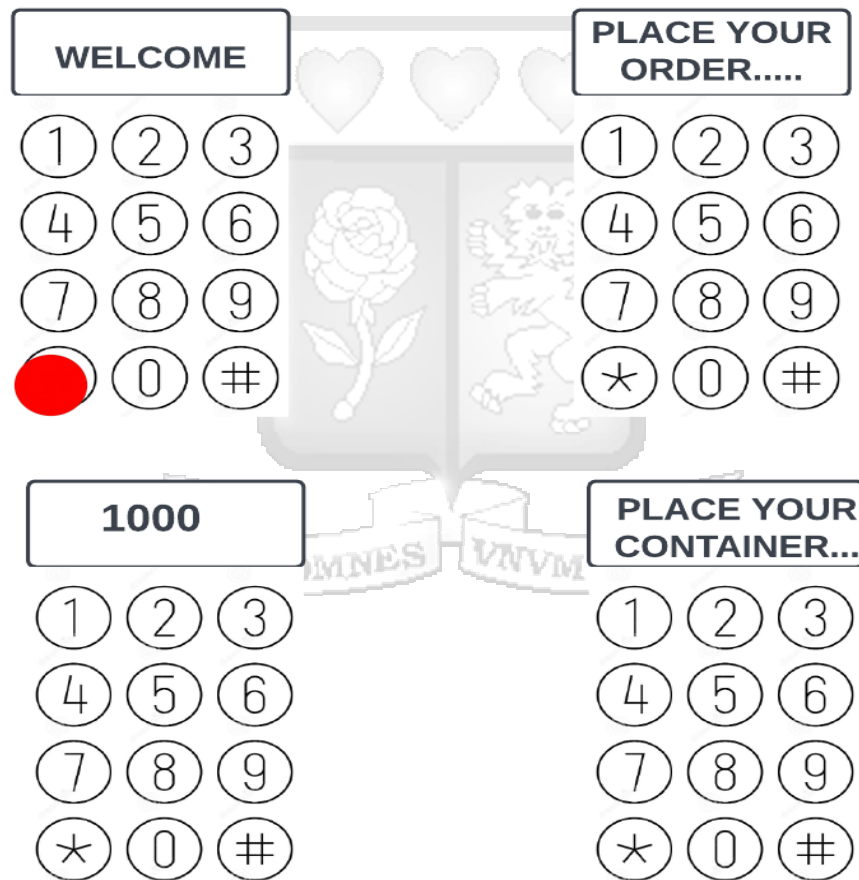 WELCOME
1 2 3
4 5 6
7 8 9
0 #
PLACE YOUR
ORDER.....
1 2 3
4 5 6
7 8 9
* 0 #
1000
1 2 3
4 5 6
7 8 9
* 0 #
PLACE YOUR
CONTAINER...
1 2 3
4 5 6
7 8 9
* 0 #
OMNES VNVM